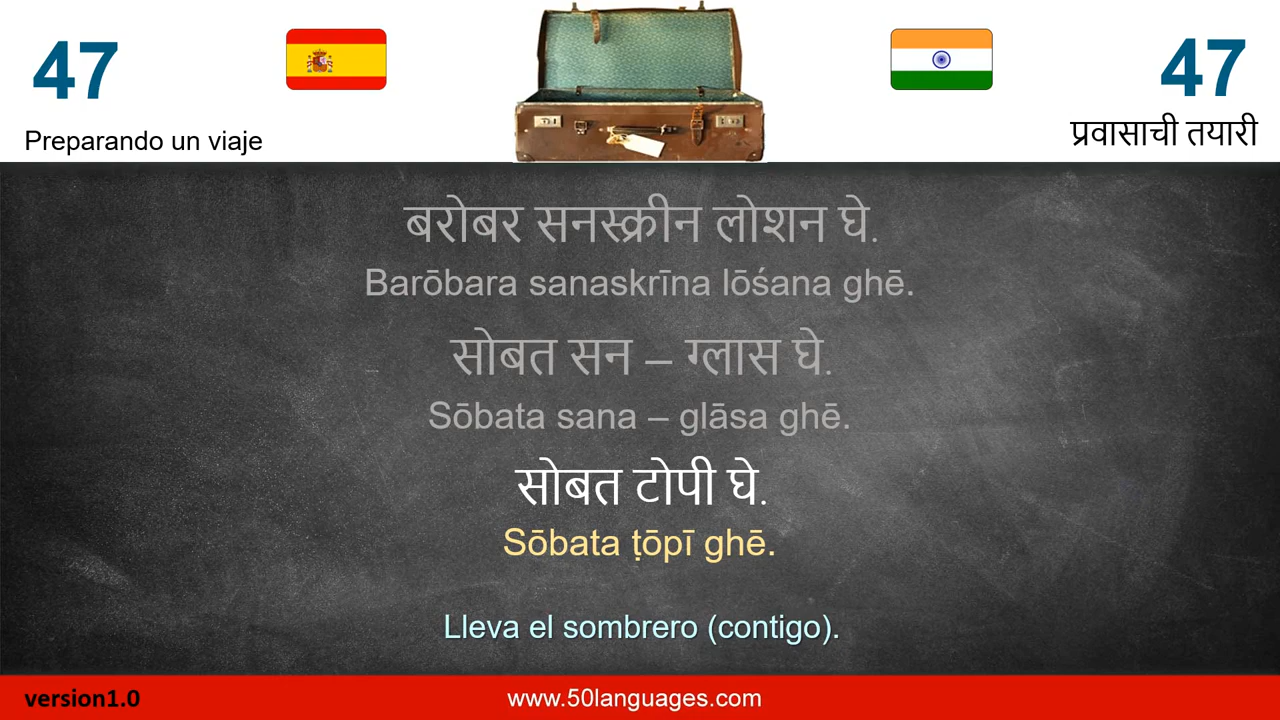 47
47
Preparando un viaje
प्रवासाची तयारी
बरोबर सनस्क्रीन लोशन घे.
Barōbara sanaskrīna lōśana ghē.
सोबत सन – ग्लास घे.
Sōbata sana – gḷāsa ghē.
सोबत टोपी घे.
Sōbata ṭōpī ghē.
Lleva el sombrero (contigo).
version1.0
www.50languages.com